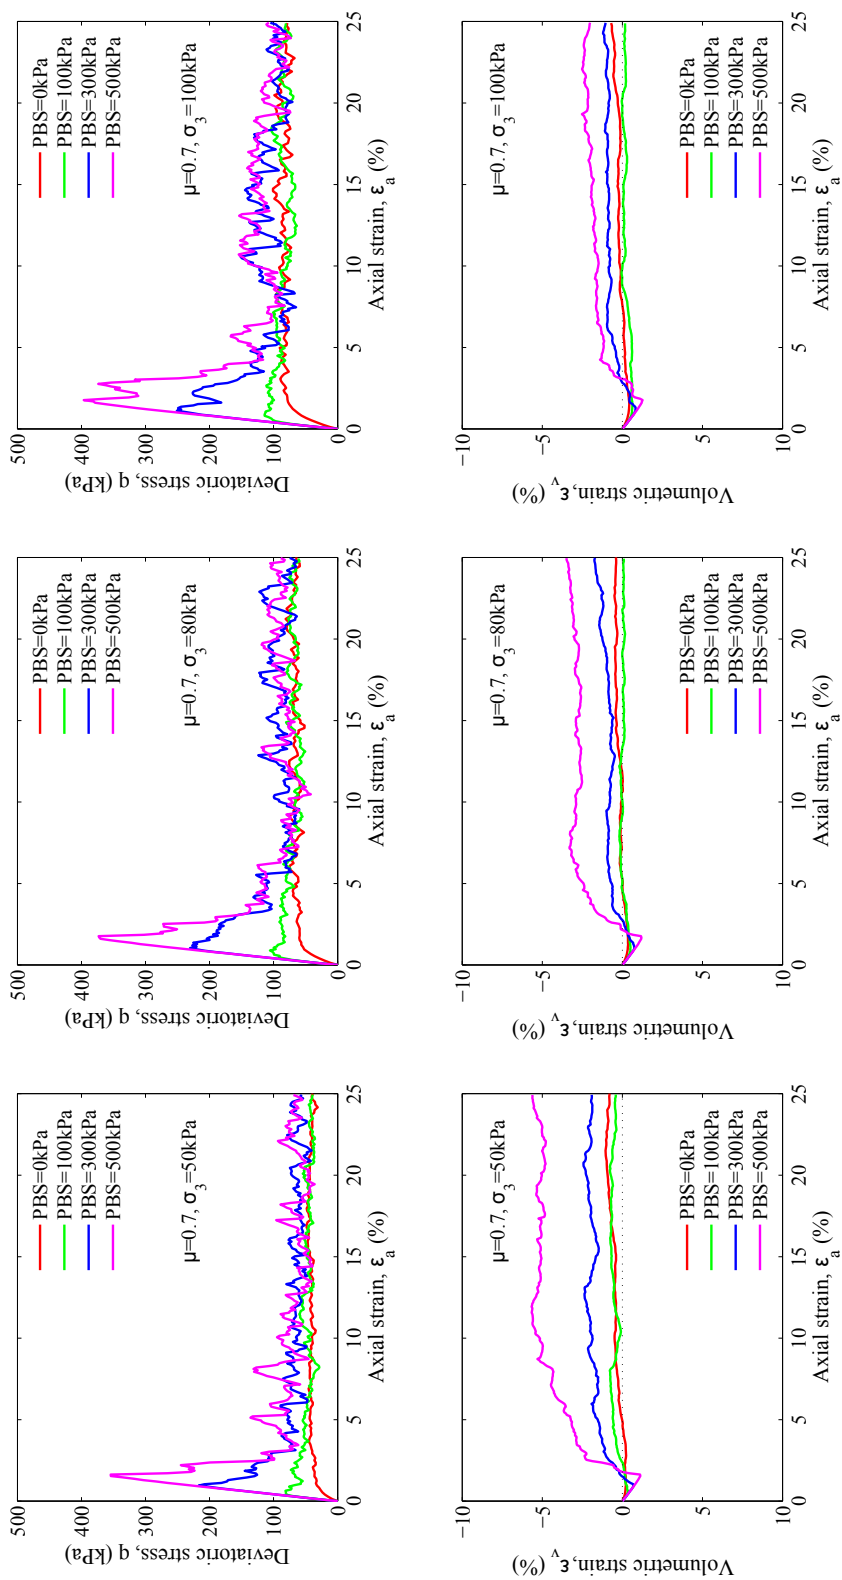 Deviatoric stress, q (kPa)
500
400
300
200
100
0
PBS=0kPa
PBS=100kPa
PBS=300kPa
PBS=500kPa
μ=0.7, σ3=50kPa
0 5 10 15 20 25
Axial strain, εa (%)
Deviatoric stress, q (kPa)
500
400
300
200
100
0
PBS=0kPa
PBS=100kPa
PBS=300kPa
PBS=500kPa
μ=0.7, σ3=80kPa
0 5 10 15 20 25
Axial strain, εa (%)
Deviatoric stress, q (kPa)
500
400
300
200
100
0
PBS=0kPa
PBS=100kPa
PBS=300kPa
PBS=500kPa
μ=0.7, σ3=100kPa
0 5 10 15 20 25
Axial strain, εa (%)
Volumetric strain, εv (%)
−10
−5
0
5
10
μ=0.7, σ3=50kPa
PBS=0kPa
PBS=100kPa
PBS=300kPa
PBS=500kPa
0 5 10 15 20 25
Axial strain, εa (%)
Volumetric strain, εv (%)
−10
−5
0
5
10
μ=0.7, σ3=80kPa
PBS=0kPa
PBS=100kPa
PBS=300kPa
PBS=500kPa
0 5 10 15 20 25
Axial strain, εa (%)
Volumetric strain, εv (%)
−10
−5
0
5
10
μ=0.7, σ3=100kPa
PBS=0kPa
PBS=100kPa
PBS=300kPa
PBS=500kPa
0 5 10 15 20 25
Axial strain, εa (%)